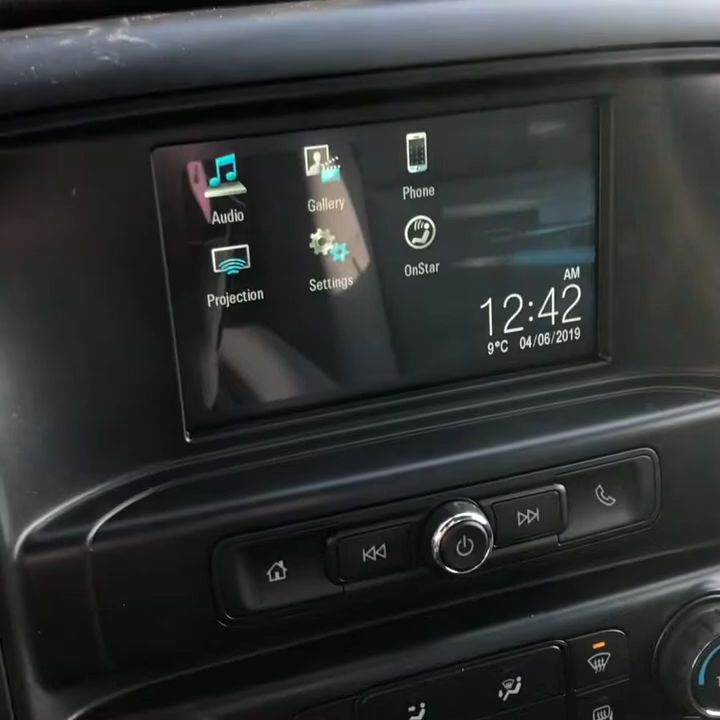 Audio
Gallery
Phone
Projection
Settings
OnStar
AM
12:42
9°C 04/06/2019